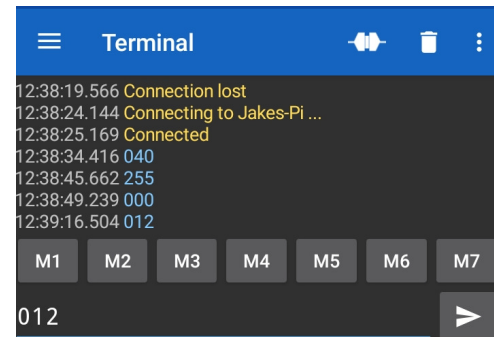 Terminal
12:38:19.566 Connection lost
12:38:24.144 Connecting to Jakes-Pi ...
12:38:25.169 Connected
12:38:34.416 040
12:38:45.662 255
12:38:49.239 000
12:39:16.504 012
M1 M2 M3 M4 M5 M6 M7
012